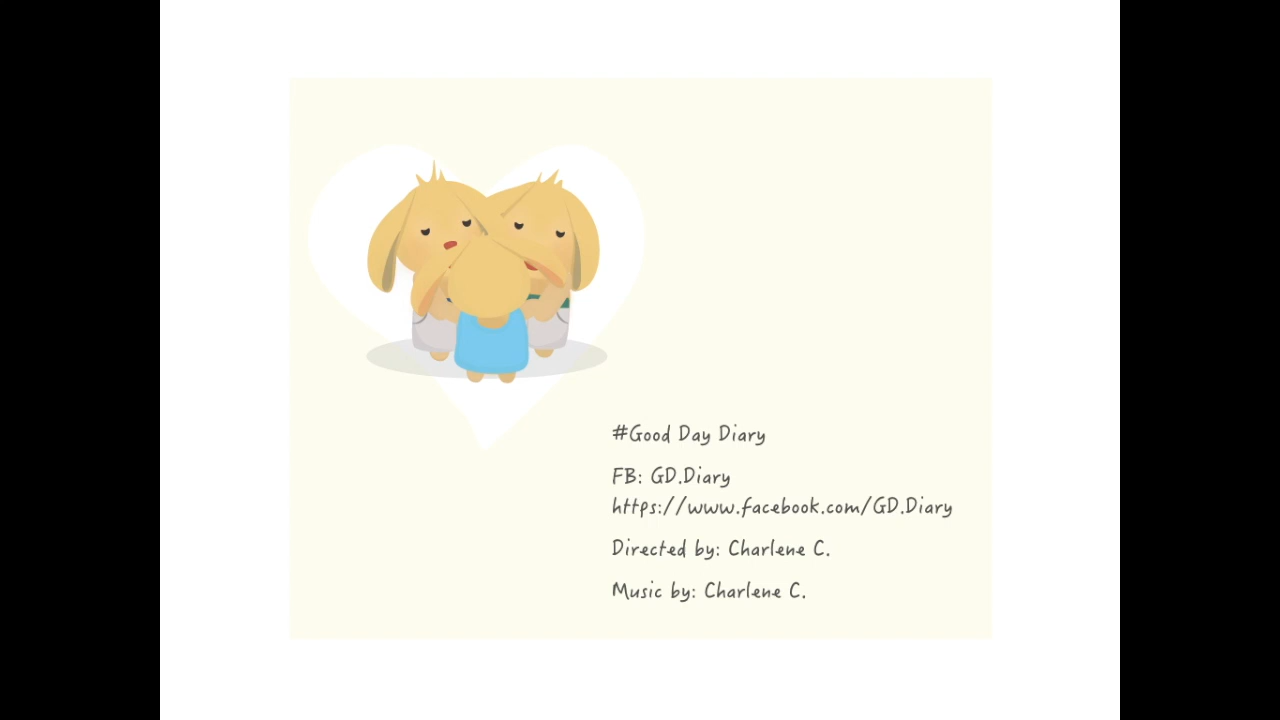 #Good Day Diary
FB: GD.Diary
https://www.facebook.com/GD.Diary
Directed by: Charlene C.
Music by: Charlene C.